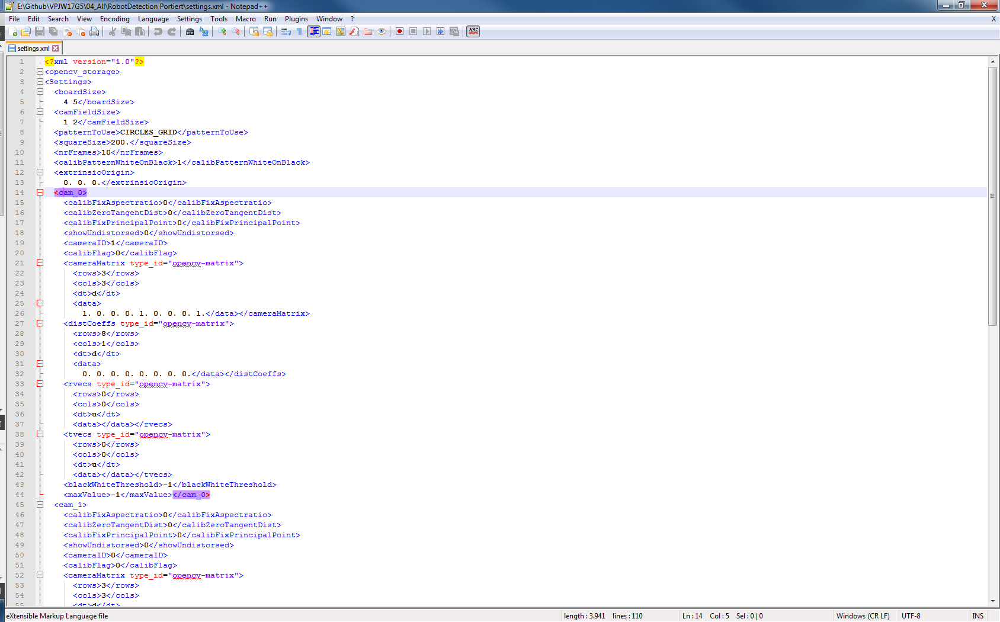 E:\Github\VPJW17G5\04_All\RobotDetection Portiert\settings.xml - Notepad++
File Edit Search View Encoding Language Settings Tools Macro Run Plugins Window ? X
ABC
settings.xml
1 <?xml version="1.0"?>
2 <opencv_storage>
3 <Settings>
4 <boardSize>
5 4 5</boardSize>
6 <camFieldSize>
7 1 2</camFieldSize>
8 <patternToUse>CIRCLES_GRID</patternToUse>
9 <squareSize>200.</squareSize>
10 <nrFrames>10</nrFrames>
11 <calibPatternWhiteOnBlack>1</calibPatternWhiteOnBlack>
12 <extrinsicOrigin>
13 0. 0. 0.</extrinsicOrigin>
14 <cam_0>
15 <calibFixAspectratio>0</calibFixAspectratio>
16 <calibZeroTangentDist>0</calibZeroTangentDist>
17 <calibFixPrincipalPoint>0</calibFixPrincipalPoint>
18 <showUndistorsed>0</showUndistorsed>
19 <cameraID>1</cameraID>
20 <calibFlag>0</calibFlag>
21 <cameraMatrix type_id="opencv-matrix">
22 <rows>3</rows>
23 <cols>3</cols>
24 <dt>d</dt>
25 <data>
26 1. 0. 0. 0. 1. 0. 0. 0. 1.</data></cameraMatrix>
27 <distCoeffs type_id="opencv-matrix">
28 <rows>8</rows>
29 <cols>1</cols>
30 <dt>d</dt>
31 <data>
32 0. 0. 0. 0. 0. 0. 0. 0.</data></distCoeffs>
33 <rvecs type_id="opencv-matrix">
34 <rows>0</rows>
35 <cols>0</cols>
36 <dt>u</dt>
37 <data></data></rvecs>
38 <tvecs type_id="opencv-matrix">
39 <rows>0</rows>
40 <cols>0</cols>
41 <dt>u</dt>
42 <data></data></tvecs>
43 <blackWhiteThreshold>-1</blackWhiteThreshold>
44 <maxValue>-1</maxValue></cam_0>
45 <cam_1>
46 <calibFixAspectratio>0</calibFixAspectratio>
47 <calibZeroTangentDist>0</calibZeroTangentDist>
48 <calibFixPrincipalPoint>0</calibFixPrincipalPoint>
49 <showUndistorsed>0</showUndistorsed>
50 <cameraID>0</cameraID>
51 <calibFlag>0</calibFlag>
52 <cameraMatrix type_id="opencv-matrix">
53 <rows>3</rows>
54 <cols>3</cols>
55 <dt>d</dt>
eXtensible Markup Language file length : 3.941 lines : 110 Ln : 14 Col : 5 Sel : 0 | 0 Windows (CR LF) UTF-8 INS